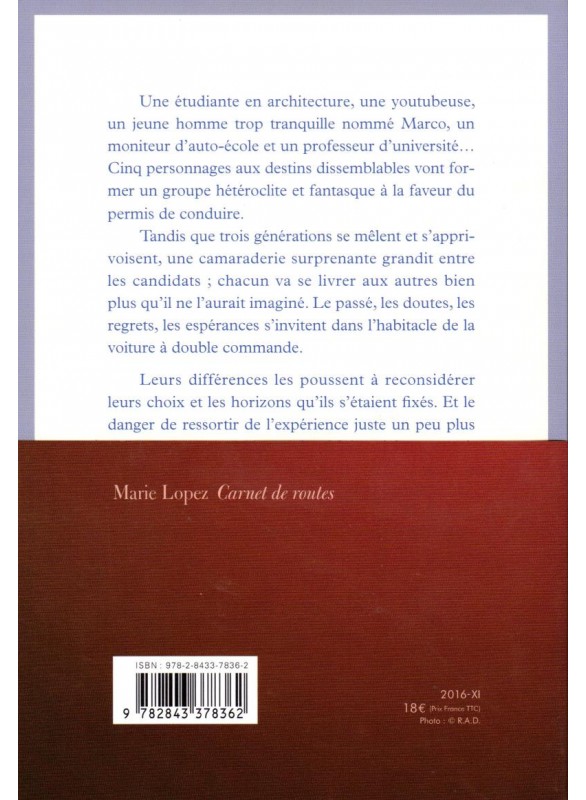 Une étudiante en architecture, une youtubeuse,
un jeune homme trop tranquille nommé Marco, un
moniteur d’auto-école et un professeur d’université…
Cinq personnages aux destins dissemblables vont for-
mer un groupe hétéroclite et fantasque à la faveur du
permis de conduire.
Tandis que trois générations se mêlent et s’appri-
voisent, une camaraderie surprenante grandit entre
les candidats ; chacun va se livrer aux autres bien
plus qu’il ne l’aurait imaginé. Le passé, les doutes, les
regrets, les espérances s’invitent dans l’habitacle de la
voiture à double commande.
Leurs différences les poussent à reconsidérer
leurs choix et les horizons qu’ils s’étaient fixés. Et le
danger de ressortir de l’expérience juste un peu plus
Marie Lopez Carnet de routes
ISBN : 978-2-8433-7836-2
9 782843 378362
2016-XI
18 € (Prix France TTC)
Photo : © R.A.D.